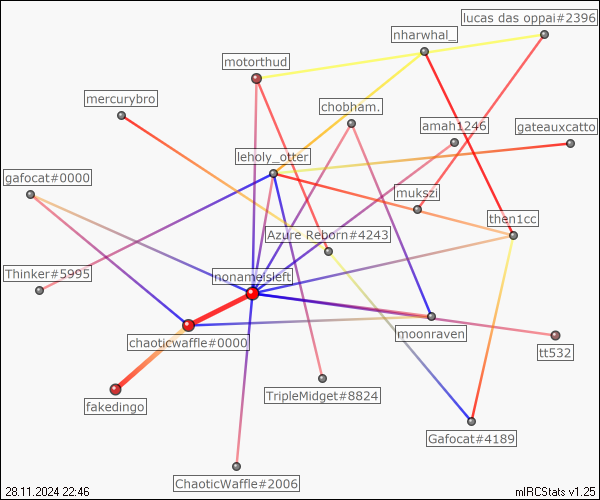 lucas das oppai#2396
nharwhal_
motorthud
mercurybro
chobham.
amah1246
gateauxcatto
leholy_otter
gafocat#0000
mukszi
then1cc
Azure Reborn#4243
Thinker#5995
nonameisleft
chaoticwaffle#0000
moonraven
tt532
TripleMidget#8824
fakedingo
Gafocat#4189
ChaoticWaffle#2006
28.11.2024 22:46
mIRCStats v1.25